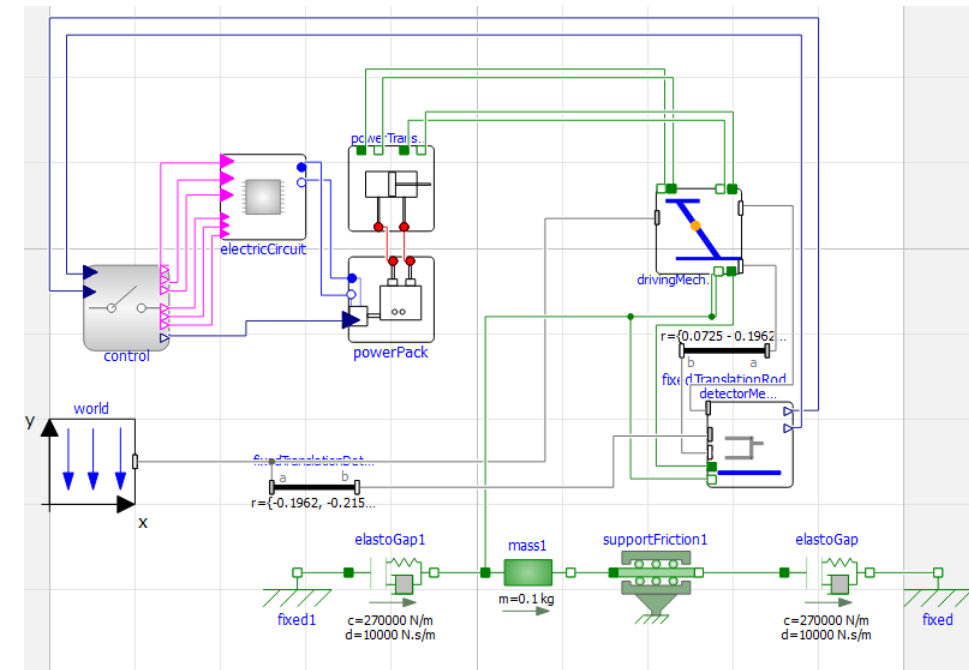 powerTrans...
electricCircuit
drivingMech...
control
powerPack
r={0.0725 - 0.1962...
b
a
fixedTranslationRod
detectorMe...
world
y
fixedTranslationDet...
a
b
r={-0.1962, -0.215...
x
elastoGap1
mass1
supportFriction1
elastoGap
m=0.1 kg
fixed1
c=270000 N/m
d=10000 N.s/m
c=270000 N/m
d=10000 N.s/m
fixed